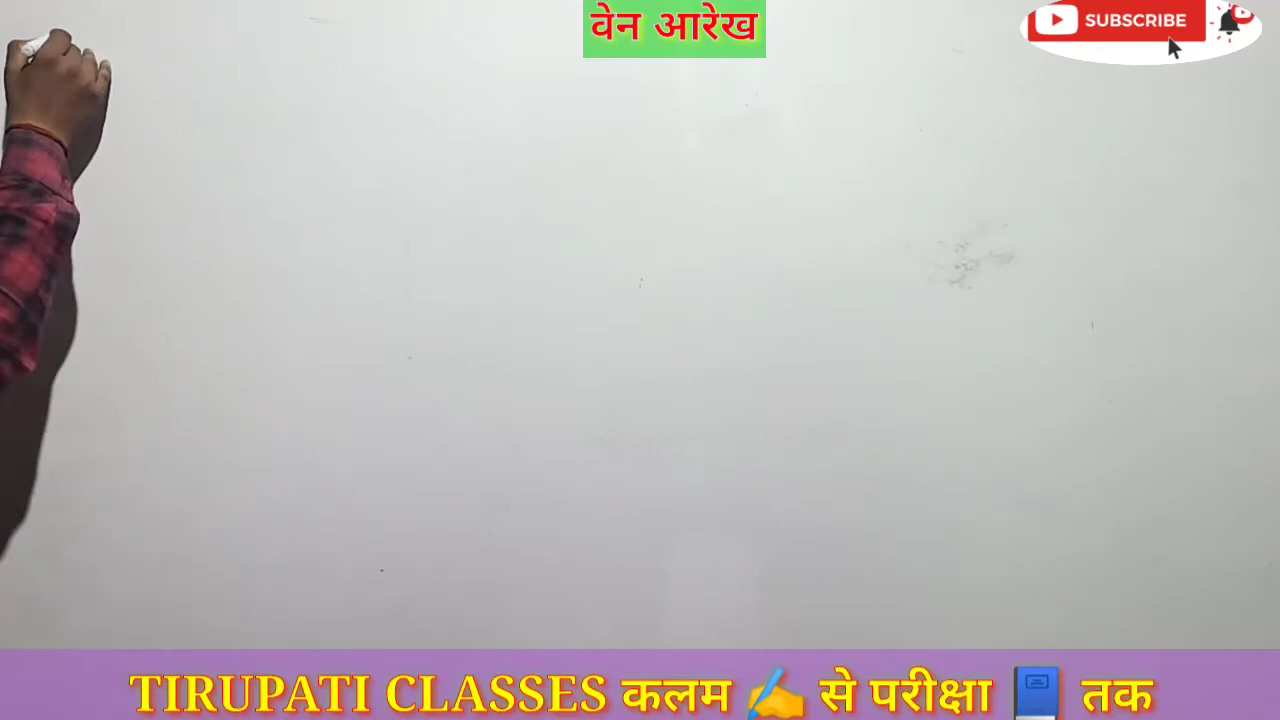 वेन आरेख
SUBSCRIBE
TIRUPATI CLASSES कलम ✍ से परीक्षा 📘 तक